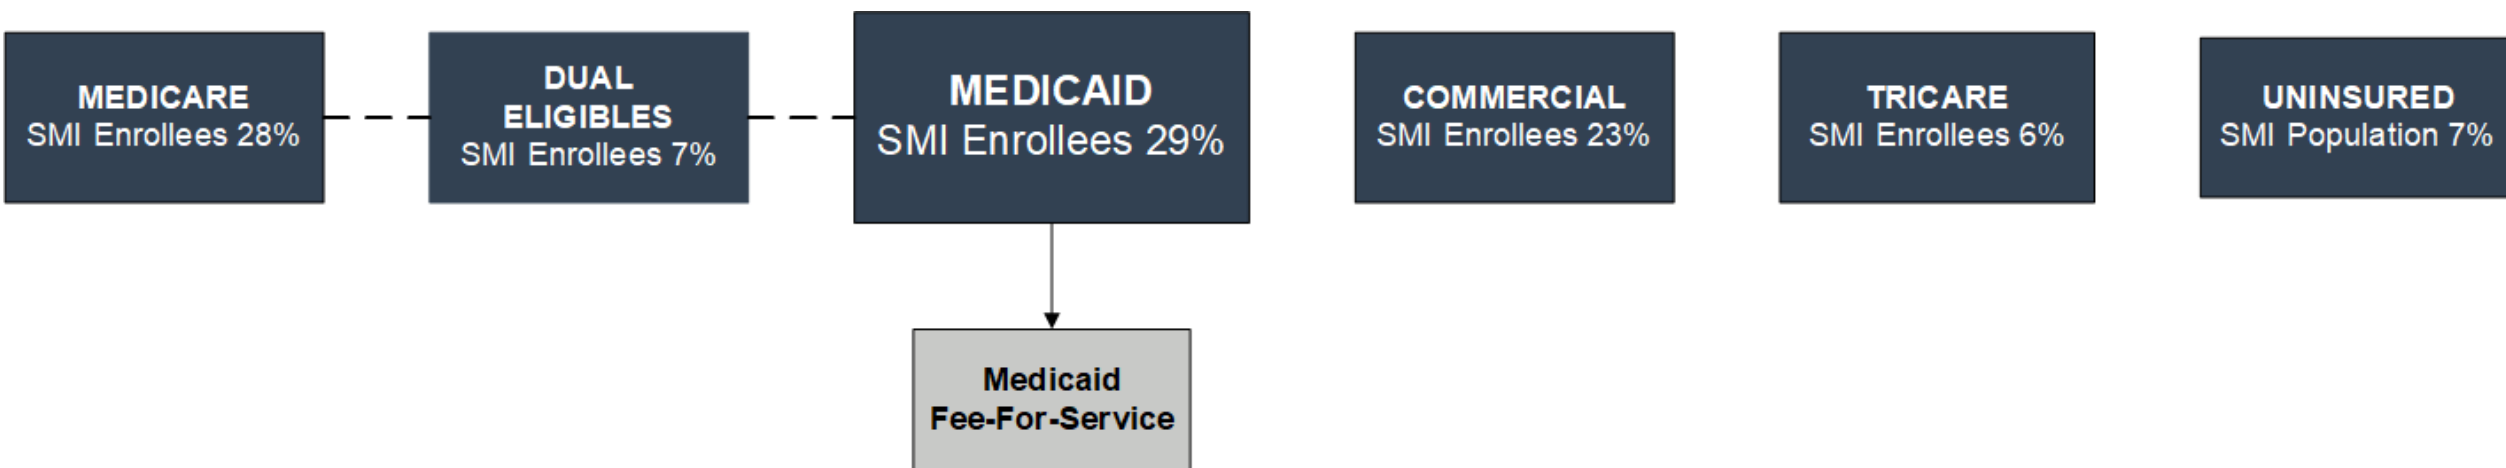 MEDICARE
SMI Enrollees 28%
DUAL
ELIGIBLES
SMI Enrollees 7%
MEDICAID
SMI Enrollees 29%
COMMERCIAL
SMI Enrollees 23%
TRICARE
SMI Enrollees 6%
UNINSURED
SMI Population 7%
Medicaid
Fee-For-Service